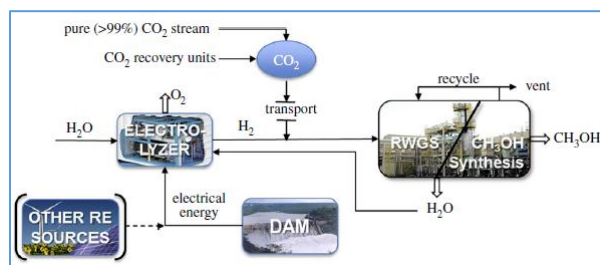 pure (>99%) CO₂ stream
CO₂ recovery units
CO₂
O₂
transport
recycle
vent
H₂O
ELECTRO-
LYZER
H₂
RWGS
CH₃OH
Synthesis
CH₃OH
H₂O
electrical
energy
OTHER RE
SOURCES
DAM